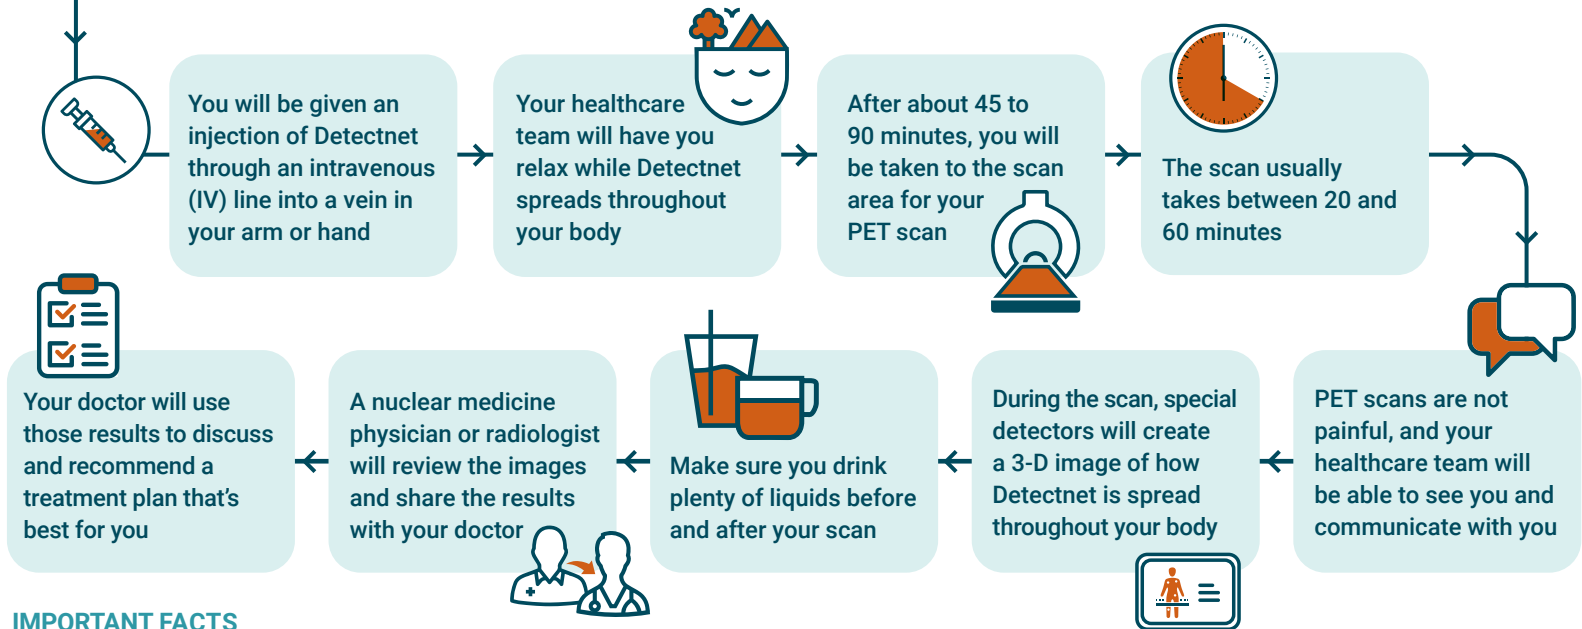 You will be given an
injection of Detectnet
through an intravenous
(IV) line into a vein in
your arm or hand
Your healthcare
team will have you
relax while Detectnet
spreads throughout
your body
After about 45 to
90 minutes, you will
be taken to the scan
area for your
PET scan
The scan usually
takes between 20 and
60 minutes
PET scans are not
painful, and your
healthcare team will
be able to see you and
communicate with you
During the scan, special
detectors will create
a 3-D image of how
Detectnet is spread
throughout your body
Make sure you drink
plenty of liquids before
and after your scan
A nuclear medicine
physician or radiologist
will review the images
and share the results
with your doctor
Your doctor will use
those results to discuss
and recommend a
treatment plan that's
best for you
IMPORTANT FACTS